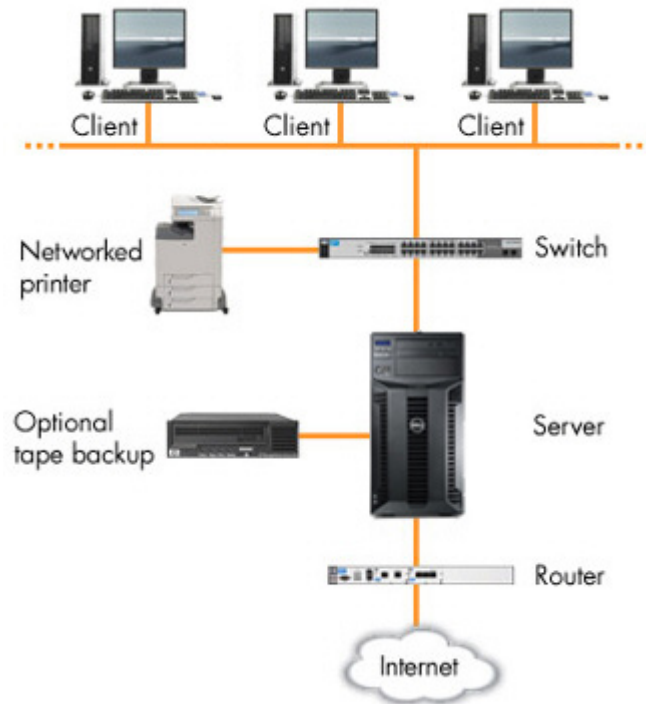 Client
Client
Client
Networked
printer
Switch
Optional
tape backup
Server
Router
Internet